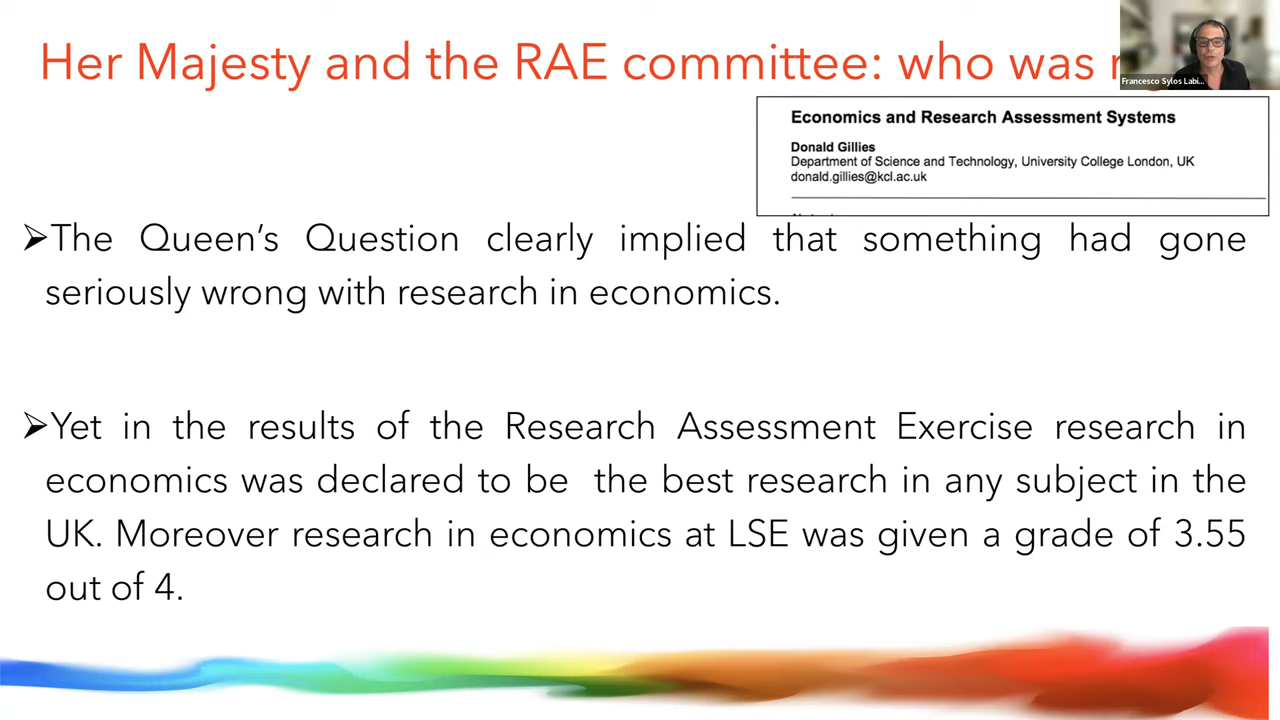 Her Majesty and the RAE committee: who was
Francesco Sylos Labi...
Economics and Research Assessment Systems
Donald Gillies
Department of Science and Technology, University College London, UK
donald.gillies@kcl.ac.uk
➢The Queen’s Question clearly implied that something had gone
seriously wrong with research in economics.
➢Yet in the results of the Research Assessment Exercise research in
economics was declared to be the best research in any subject in the
UK. Moreover research in economics at LSE was given a grade of 3.55
out of 4.